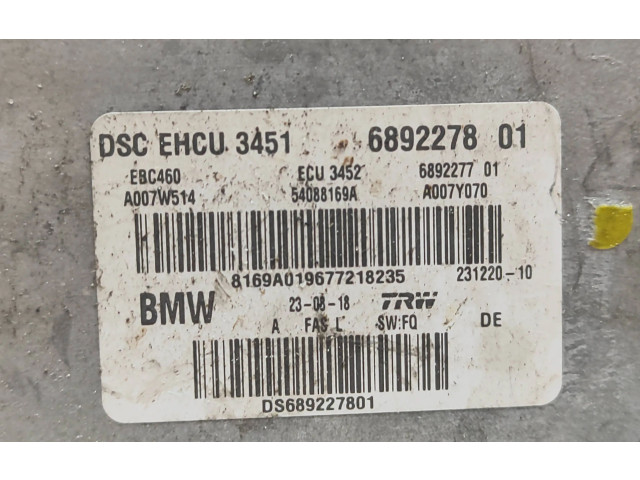 DSC EHCU 3451 6892278 01
EBC460 ECU 3452 6892277 01
A007W514 54088169A A007Y070
8169A019677218235 231220-10
BMW 23-08-18 TRW
A FAS L' SW:FQ DE
DS689227801